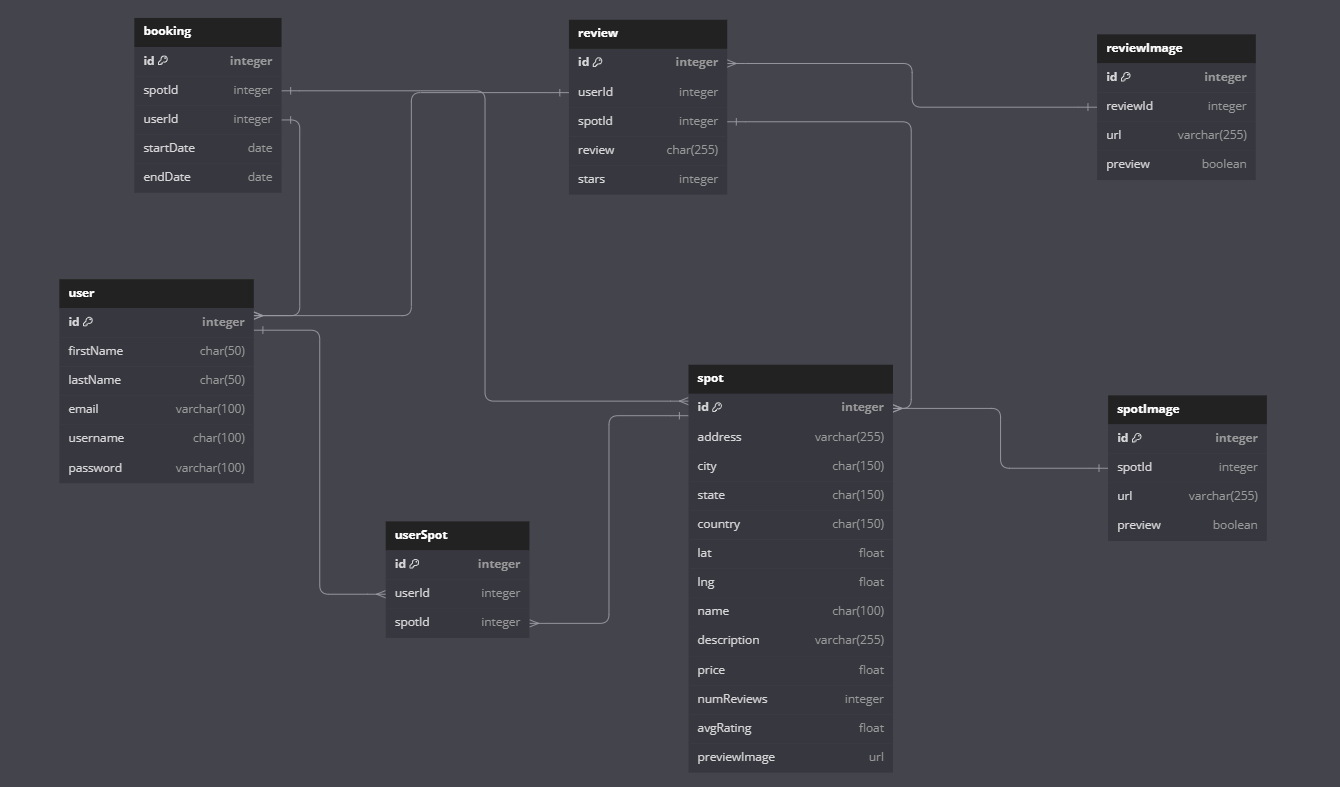 booking
id integer
spotId integer
userId integer
startDate date
endDate date
review
id integer
userId integer
spotId integer
review char(255)
stars integer
reviewImage
id integer
reviewId integer
url varchar(255)
preview boolean
user
id integer
firstName char(50)
lastName char(50)
email varchar(100)
username char(100)
password varchar(100)
spot
id integer
address varchar(255)
city char(150)
state char(150)
country char(150)
lat float
lng float
name char(100)
description varchar(255)
price float
numReviews integer
avgRating float
previewImage url
spotImage
id integer
spotId integer
url varchar(255)
preview boolean
userSpot
id integer
userId integer
spotId integer